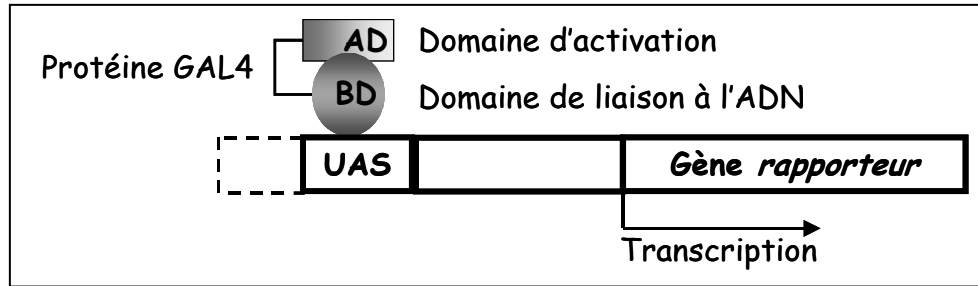 AD Domaine d'activation
Protéine GAL4
BD Domaine de liaison à l'ADN
UAS Gène rapporteur
Transcription